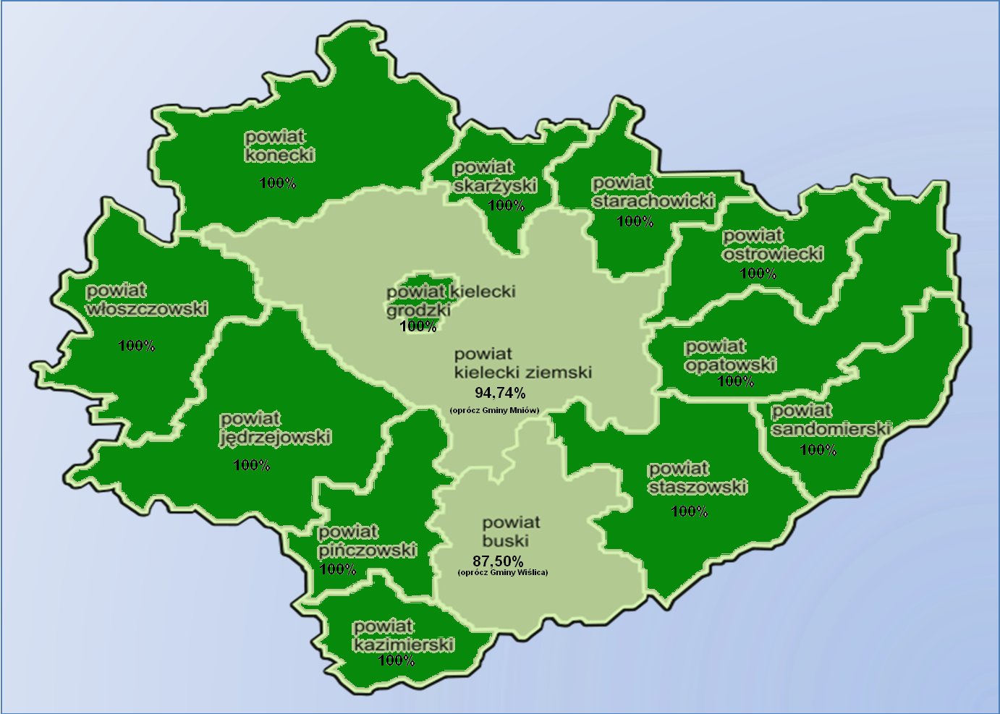 powiat
konecki
100%
powiat
skarżyski
100%
powiat
starachowicki
100%
powiat
ostrowiecki
100%
powiat
włoszczowski
100%
powiat kielecki
grodzki
100%
powiat
kielecki ziemski
94,74%
(oprócz Gminy Mniów)
powiat
opatowski
100%
powiat
sandomierski
100%
powiat
jędrzejowski
100%
powiat
staszowski
100%
powiat
pińczowski
100%
powiat
buski
87,50%
(oprócz Gminy Wiślica)
powiat
kazimierski
100%